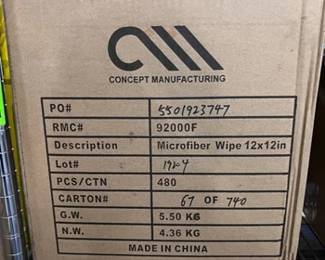 CONCEPT MANUFACTURING
PO# 5501923747
RMC# 92000F
Description Microfiber Wipe 12x12in
Lot# 1924
PCS/CTN 480
CARTON# 67 OF 740
G.W. 5.50 KG
N.W. 4.36 KG
MADE IN CHINA